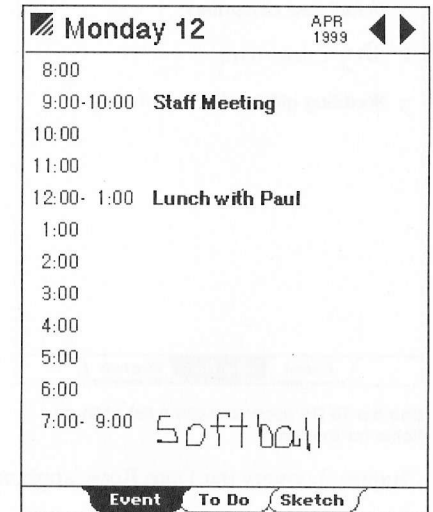 Monday 12 APR 1999
8:00
9:00-10:00 Staff Meeting
10:00
11:00
12:00- 1:00 Lunch with Paul
1:00
2:00
3:00
4:00
5:00
6:00
7:00- 9:00 Softball
Event To Do Sketch